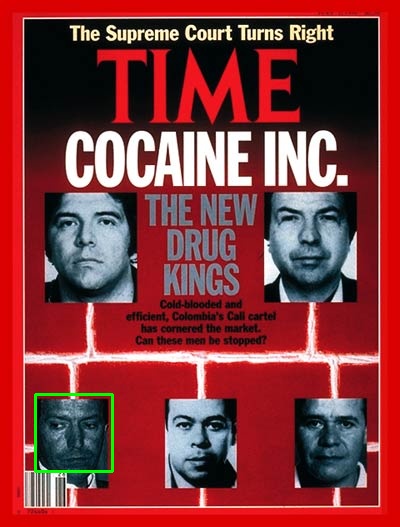 The Supreme Court Turns Right
TIME
COCAINE INC.
THE NEW
DRUG
KINGS
Cold-blooded and
efficient, Colombia's Cali cartel
has cornered the market.
Can these men be stopped?